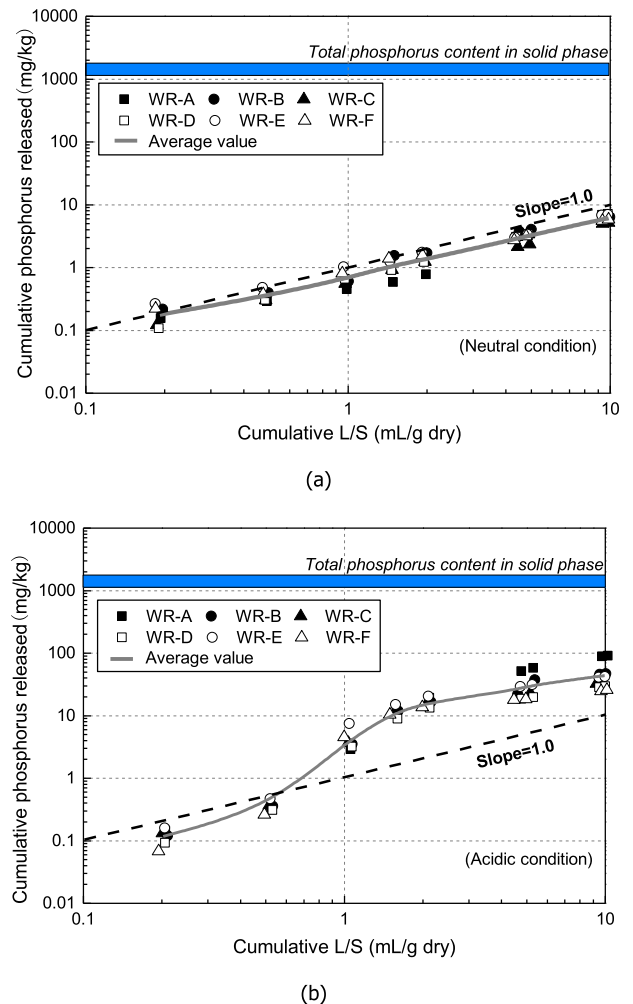 10000
Total phosphorus content in solid phase
1000
WR-A WR-B WR-C
WR-D WR-E WR-F
Average value
100
10
Slope=1.0
1
0.1
(Neutral condition)
0.01
0.1 1 10
Cumulative phosphorus released (mg/kg)
Cumulative L/S (mL/g dry)
(a)
10000
Total phosphorus content in solid phase
1000
WR-A WR-B WR-C
WR-D WR-E WR-F
Average value
100
10
Slope=1.0
1
0.1
(Acidic condition)
0.01
0.1 1 10
Cumulative phosphorus released (mg/kg)
Cumulative L/S (mL/g dry)
(b)